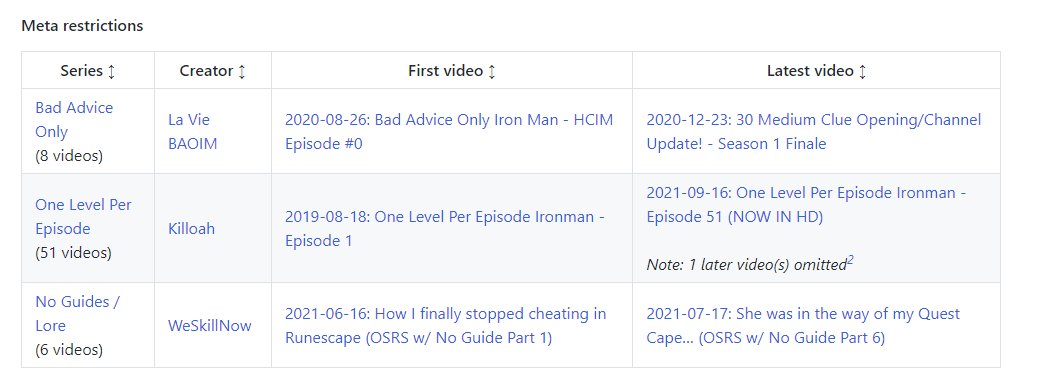 Meta restrictions
Series ↕ Creator ↕ First video ↕ Latest video ↕
Bad Advice
Only
(8 videos)
La Vie
BAOIM
2020-08-26: Bad Advice Only Iron Man - HCIM
Episode #0
2020-12-23: 30 Medium Clue Opening/Channel
Update! - Season 1 Finale
One Level Per
Episode
(51 videos)
Killoah
2019-08-18: One Level Per Episode Ironman -
Episode 1
2021-09-16: One Level Per Episode Ironman -
Episode 51 (NOW IN HD)
Note: 1 later video(s) omitted2
No Guides /
Lore
(6 videos)
WeSkillNow
2021-06-16: How I finally stopped cheating in
Runescape (OSRS w/ No Guide Part 1)
2021-07-17: She was in the way of my Quest
Cape... (OSRS w/ No Guide Part 6)